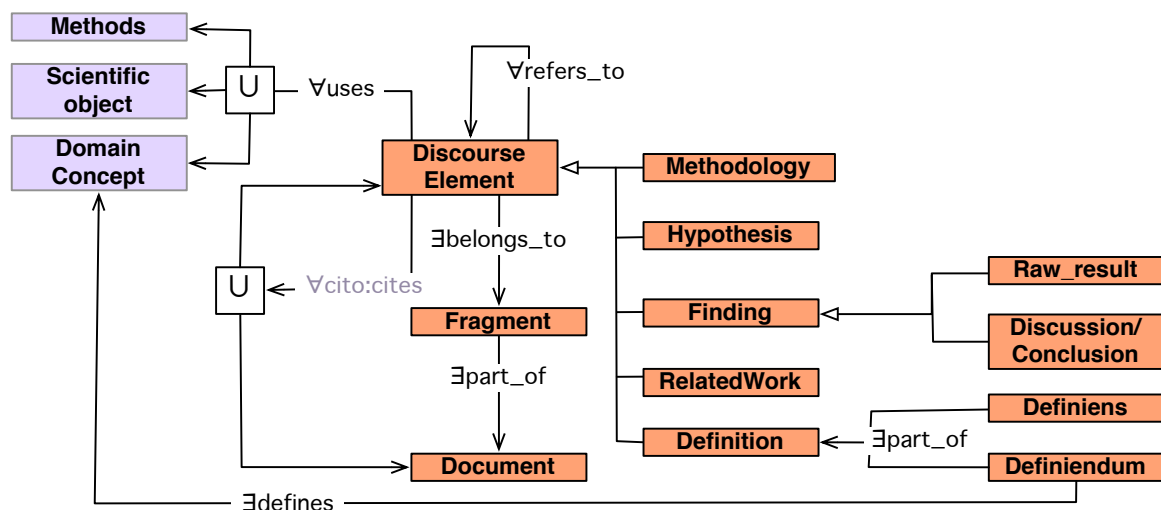 Methods
Scientific
object
Domain
Concept
∪
∀uses
∀refers_to
Discourse
Element
Methodology
Hypothesis
∃belongs_to
∪
∀cito:cites
Fragment
Finding
Raw_result
Discussion/
Conclusion
∃part_of
RelatedWork
Definition
∃part_of
Definiens
Definiendum
Document
∃defines